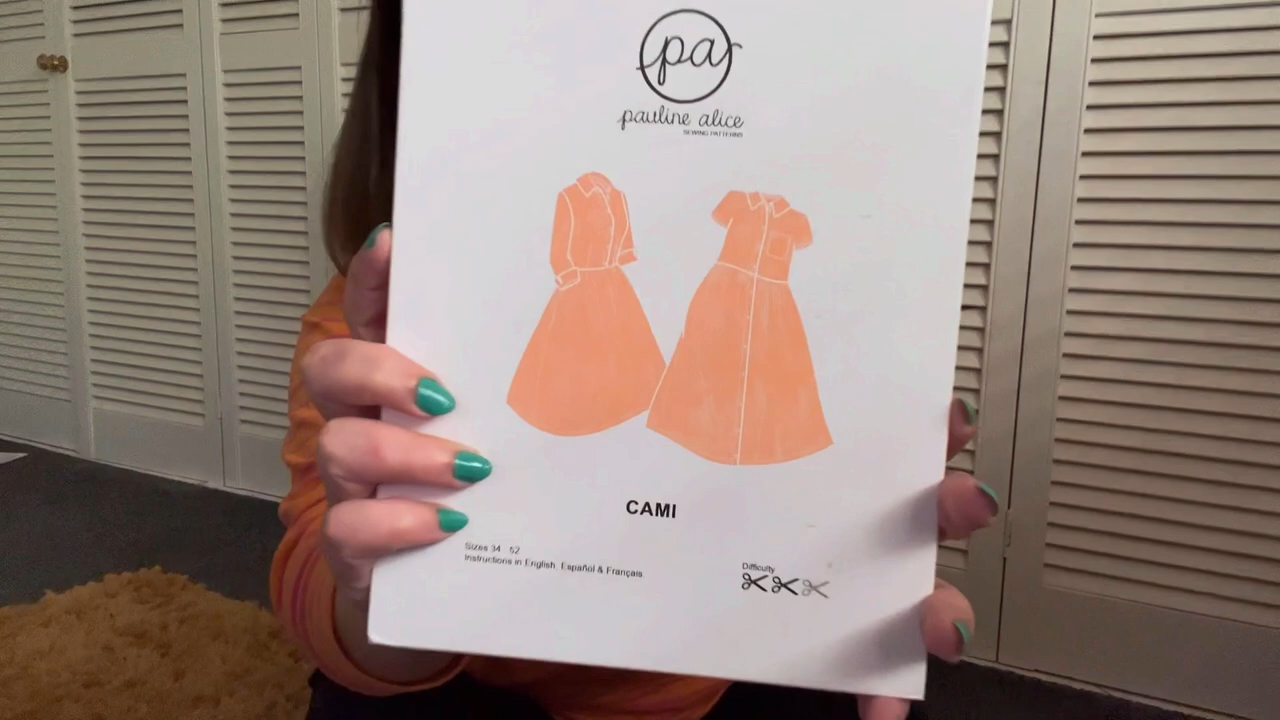 pa
pauline alice
SEWING PATTERNS
CAMI
Sizes 34 52
Instructions in English, Español & Français
Difficulty